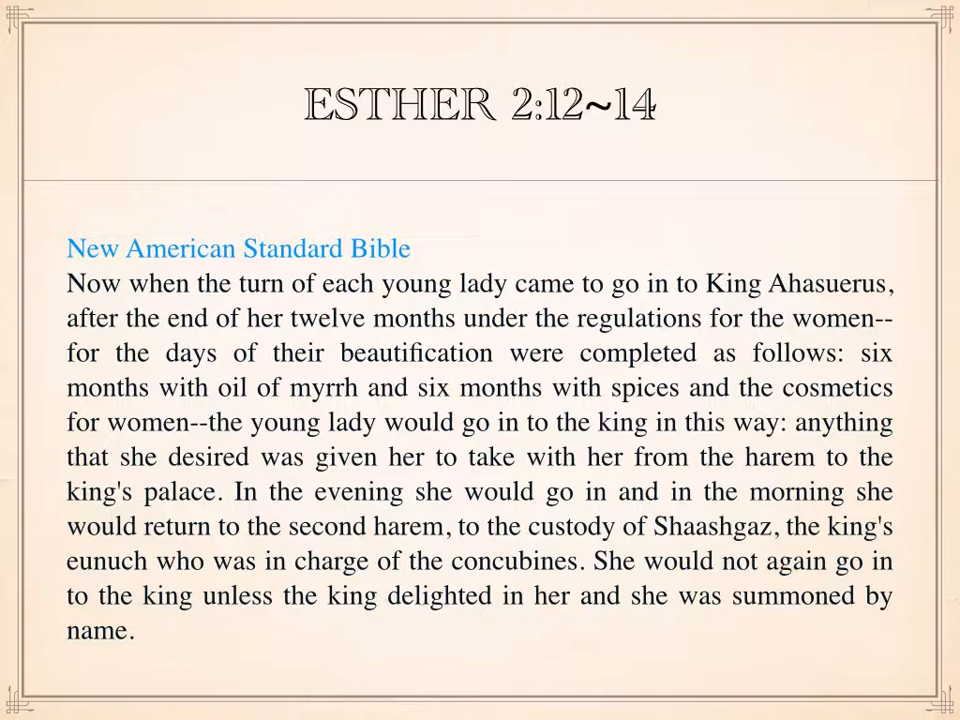 ESTHER 2:12~14
New American Standard Bible
Now when the turn of each young lady came to go in to King Ahasuerus,
after the end of her twelve months under the regulations for the women--
for the days of their beautification were completed as follows: six
months with oil of myrrh and six months with spices and the cosmetics
for women--the young lady would go in to the king in this way: anything
that she desired was given her to take with her from the harem to the
king's palace. In the evening she would go in and in the morning she
would return to the second harem, to the custody of Shaashgaz, the king's
eunuch who was in charge of the concubines. She would not again go in
to the king unless the king delighted in her and she was summoned by
name.